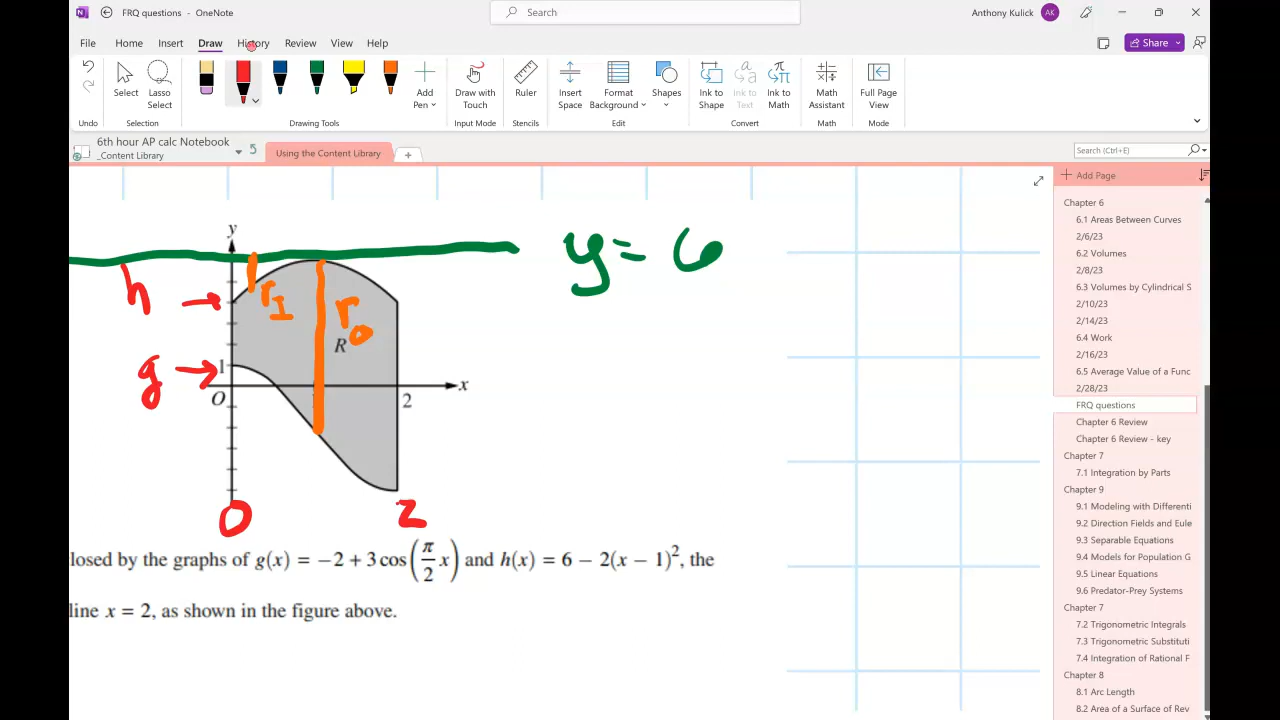 FRQ questions - OneNote
Search
Anthony Kulick
AK
File
Home
Insert
Draw
History
Review
View
Help
Share
Undo
Select
Lasso
Select
Selection
Add
Pen
Drawing Tools
Draw with
Touch
Input Mode
Ruler
Stencils
Insert
Space
Format
Background
Shapes
Edit
Ink to
Shape
Ink to
Text
Ink to
Math
Convert
Math
Assistant
Math
Full Page
View
Mode
6th hour AP calc Notebook
_Content Library
Using the Content Library
Search (Ctrl+E)
Add Page
Chapter 6
6.1 Areas Between Curves
2/6/23
6.2 Volumes
2/8/23
6.3 Volumes by Cylindrical S
2/10/23
2/14/23
6.4 Work
2/16/23
6.5 Average Value of a Func
2/28/23
FRQ questions
Chapter 6 Review
Chapter 6 Review - key
Chapter 7
7.1 Integration by Parts
Chapter 9
9.1 Modeling with Differenti
9.2 Direction Fields and Eule
9.3 Separable Equations
9.4 Models for Population G
9.5 Linear Equations
9.6 Predator-Prey Systems
Chapter 7
7.2 Trigonometric Integrals
7.3 Trigonometric Substituti
7.4 Integration of Rational F
Chapter 8
8.1 Arc Length
8.2 Area of a Surface of Rev
y
y = 6
h
r_I
r_o
R
g
1
x
O
2
0
2
losed by the graphs of g(x) = −2 + 3 cos(π/2 x) and h(x) = 6 − 2(x − 1)², the
line x = 2, as shown in the figure above.